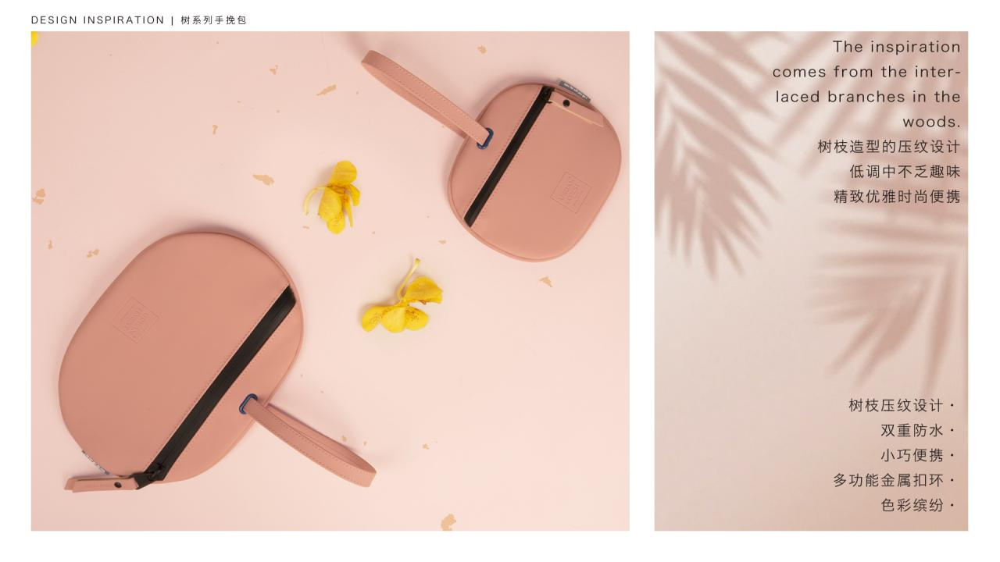 DESIGN INSPIRATION | 树系列手挽包
The inspiration
comes from the inter-
laced branches in the
woods.
树枝造型的压纹设计
低调中不乏趣味
精致优雅时尚便携
树枝压纹设计 ·
双重防水 ·
小巧便携 ·
多功能金属扣环 ·
色彩缤纷 ·